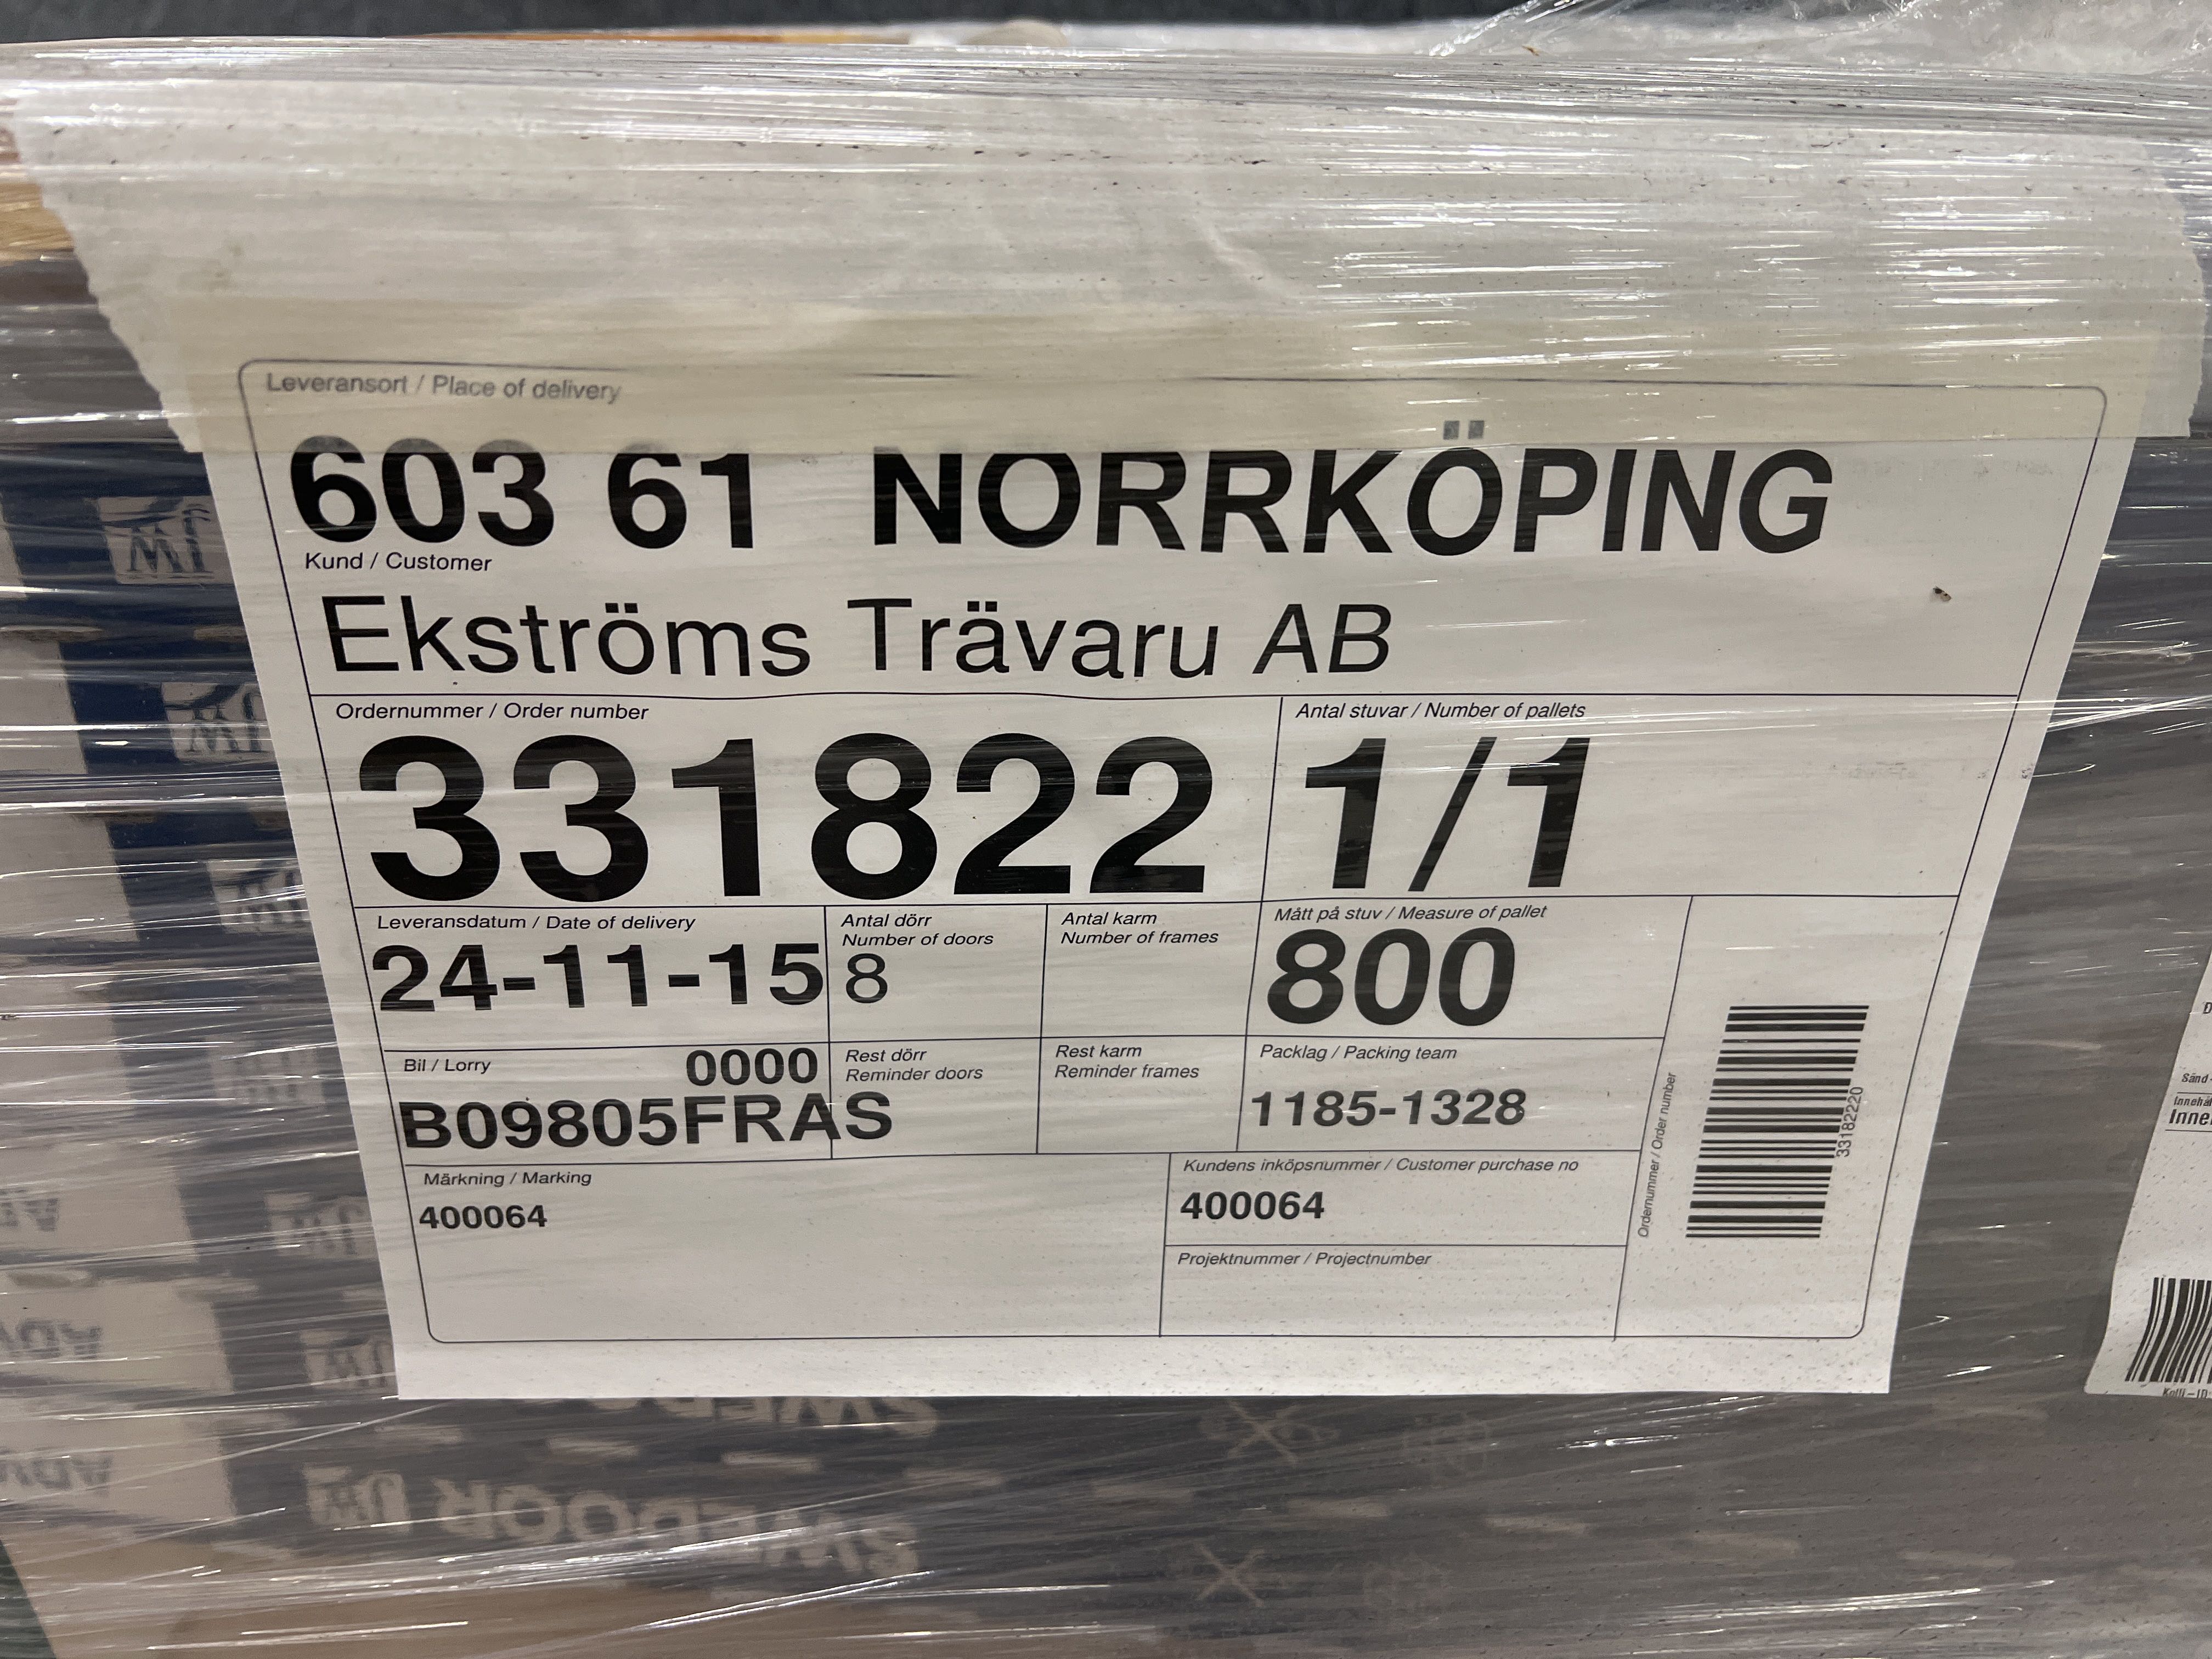 Leveransort / Place of delivery
603 61 NORRKÖPING
Kund / Customer
Ekströms Trävaru AB
Ordernummer / Order number
331822
Antal stuvar / Number of pallets
1/1
Leveransdatum / Date of delivery
24-11-15
Antal dörr
Number of doors
8
Antal karm
Number of frames
Mått på stuv / Measure of pallet
800
Bil / Lorry
0000
B09805FRAS
Rest dörr
Reminder doors
Rest karm
Reminder frames
Packlag / Packing team
1185-1328
Märkning / Marking
400064
Kundens inköpsnummer / Customer purchase no
400064
Projektnummer / Projectnumber
Ordernummer / Order number
33182220
JW
JW
SWEDOOR JW